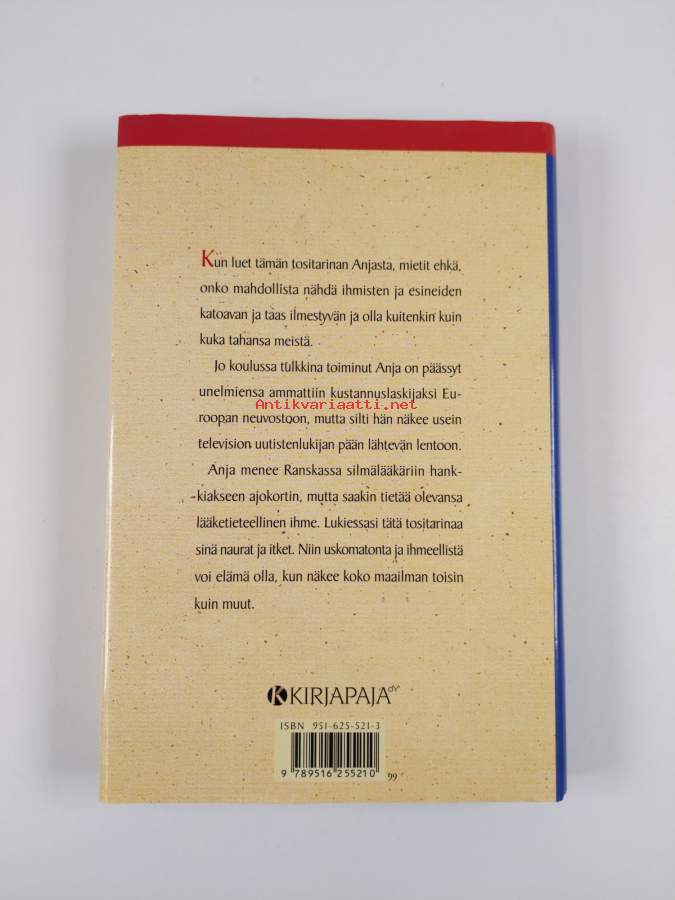 Kun luet tämän tositarinan Anjasta, mietit ehkä,
onko mahdollista nähdä ihmisten ja esineiden
katoavan ja taas ilmestyvän ja olla kuitenkin kuin
kuka tahansa meistä.
Jo koulussa tulkkina toiminut Anja on päässyt
unelmiensa ammattiin kustannuslaskijaksi Eu-
Antikvariaatti.net
roopan neuvostoon, mutta silti hän näkee usein
television uutistenlukijan pään lähtevän lentoon.
Anja menee Ranskassa silmälääkäriin hank-
kiakseen ajokortin, mutta saakin tietää olevansa
lääketieteellinen ihme. Lukiessasi tätä tositarinaa
sinä naurat ja itket. Niin uskomatonta ja ihmeellistä
voi elämä olla, kun näkee koko maailman toisin
kuin muut.
K KIRJAPAJA OY
ISBN 951-625-521-3
9 789516 255210 99